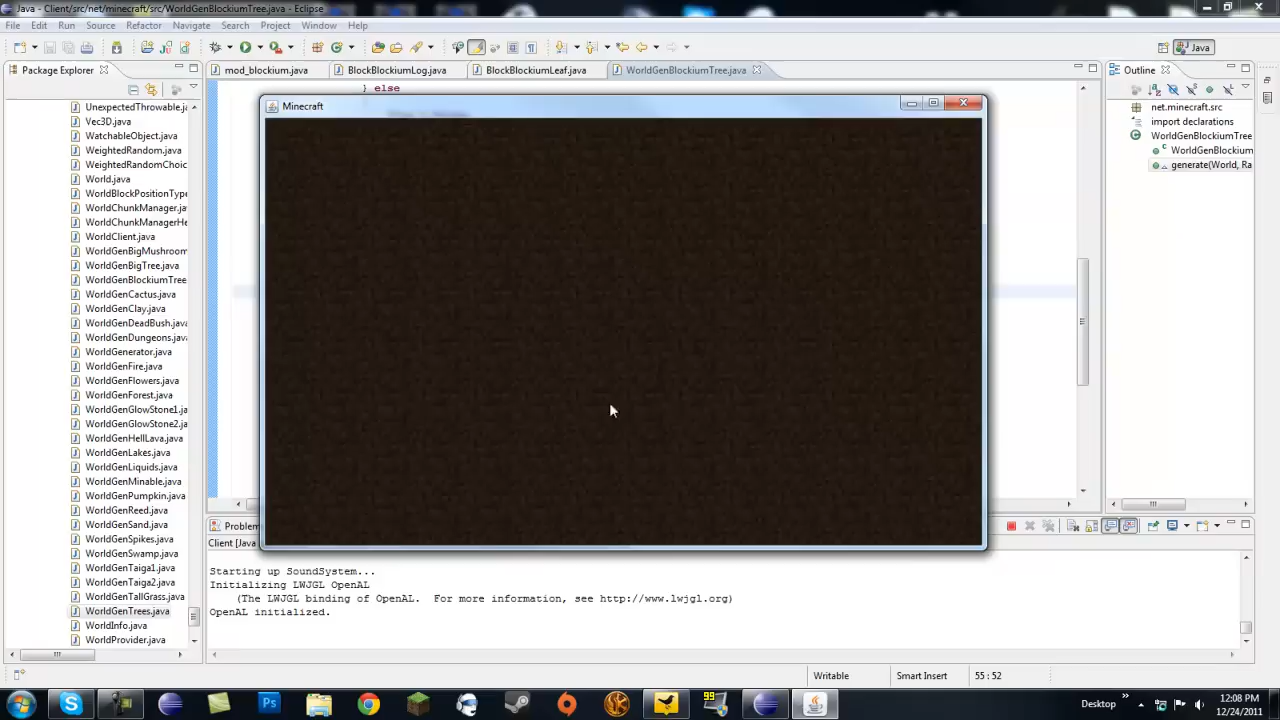 Java - Client/src/net/minecraft/src/WorldGenBlockiumTree.java - Eclipse
File Edit Run Source Refactor Navigate Search Project Window Help
Java
Package Explorer
mod_blockium.java
BlockBlockiumLog.java
BlockBlockiumLeaf.java
WorldGenBlockiumTree.java
Outline
} else
Minecraft
UnexpectedThrowable.ja
Vec3D.java
WatchableObject.java
WeightedRandom.java
WeightedRandomChoic
World.java
WorldBlockPositionType
WorldChunkManager.ja
WorldChunkManagerHe
WorldClient.java
WorldGenBigMushroom
WorldGenBigTree.java
WorldGenBlockiumTree
WorldGenCactus.java
WorldGenClay.java
WorldGenDeadBush.java
WorldGenDungeons.java
WorldGenerator.java
WorldGenFire.java
WorldGenFlowers.java
WorldGenForest.java
WorldGenGlowStone1.ja
WorldGenGlowStone2.ja
WorldGenHellLava.java
WorldGenLakes.java
WorldGenLiquids.java
WorldGenMinable.java
WorldGenPumpkin.java
WorldGenReed.java
WorldGenSand.java
WorldGenSpikes.java
WorldGenSwamp.java
WorldGenTaiga1.java
WorldGenTaiga2.java
WorldGenTallGrass.java
WorldGenTrees.java
WorldInfo.java
WorldProvider.java
net.minecraft.src
import declarations
WorldGenBlockiumTree
WorldGenBlockium
generate(World, Ra
Problem
Client [Java
Starting up SoundSystem...
Initializing LWJGL OpenAL
(The LWJGL binding of OpenAL.  For more information, see http://www.lwjgl.org)
OpenAL initialized.
Writable
Smart Insert
55 : 52
Desktop
12:08 PM
12/24/2011